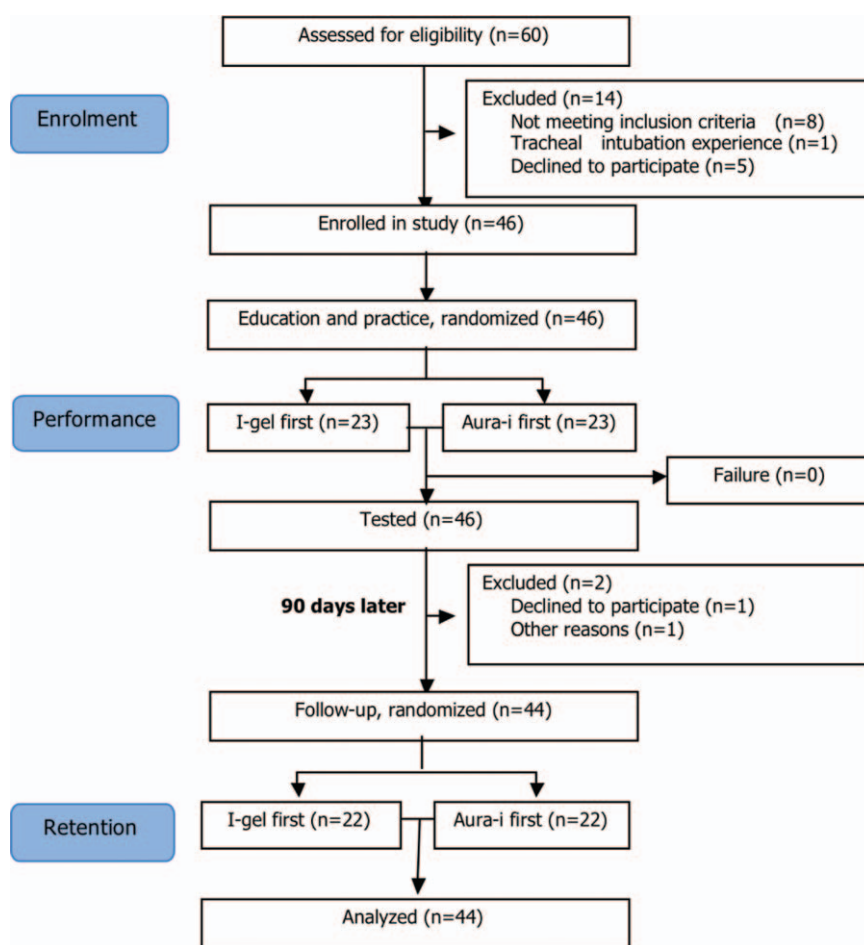 Assessed for eligibility (n=60)
Enrolment
Excluded (n=14)
Not meeting inclusion criteria (n=8)
Tracheal intubation experience (n=1)
Declined to participate (n=5)
Enrolled in study (n=46)
Education and practice, randomized (n=46)
Performance
I-gel first (n=23)
Aura-i first (n=23)
Failure (n=0)
Tested (n=46)
90 days later
Excluded (n=2)
Declined to participate (n=1)
Other reasons (n=1)
Follow-up, randomized (n=44)
Retention
I-gel first (n=22)
Aura-i first (n=22)
Analyzed (n=44)